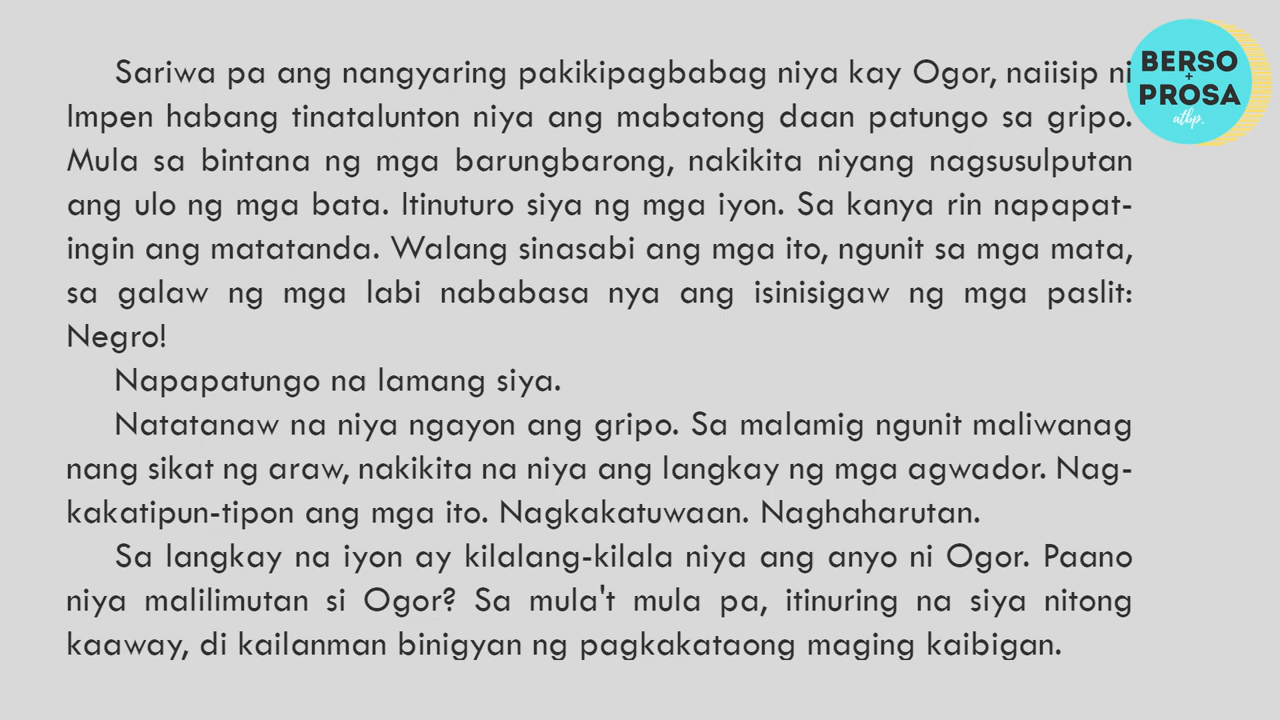 Sariwa pa ang nangyaring pakikipagbabag niya kay Ogor, naiisip ni
Impen habang tinatalunton niya ang mabatong daan patungo sa gripo.
Mula sa bintana ng mga barungbarong, nakikita niyang nagsusulputan
ang ulo ng mga bata. Itinuturo siya ng mga iyon. Sa kanya rin napapat-
ingin ang matatanda. Walang sinasabi ang mga ito, ngunit sa mga mata,
sa galaw ng mga labi nababasa nya ang isinisigaw ng mga paslit:
Negro!
Napapatungo na lamang siya.
Natatanaw na niya ngayon ang gripo. Sa malamig ngunit maliwanag
nang sikat ng araw, nakikita na niya ang langkay ng mga agwador. Nag-
kakatipun-tipon ang mga ito. Nagkakatuwaan. Naghaharutan.
Sa langkay na iyon ay kilalang-kilala niya ang anyo ni Ogor. Paano
niya malilimutan si Ogor? Sa mula't mula pa, itinuring na siya nitong
kaaway, di kailanman binigyan ng pagkakataong maging kaibigan.
BERSO
+
PROSA
atbp.